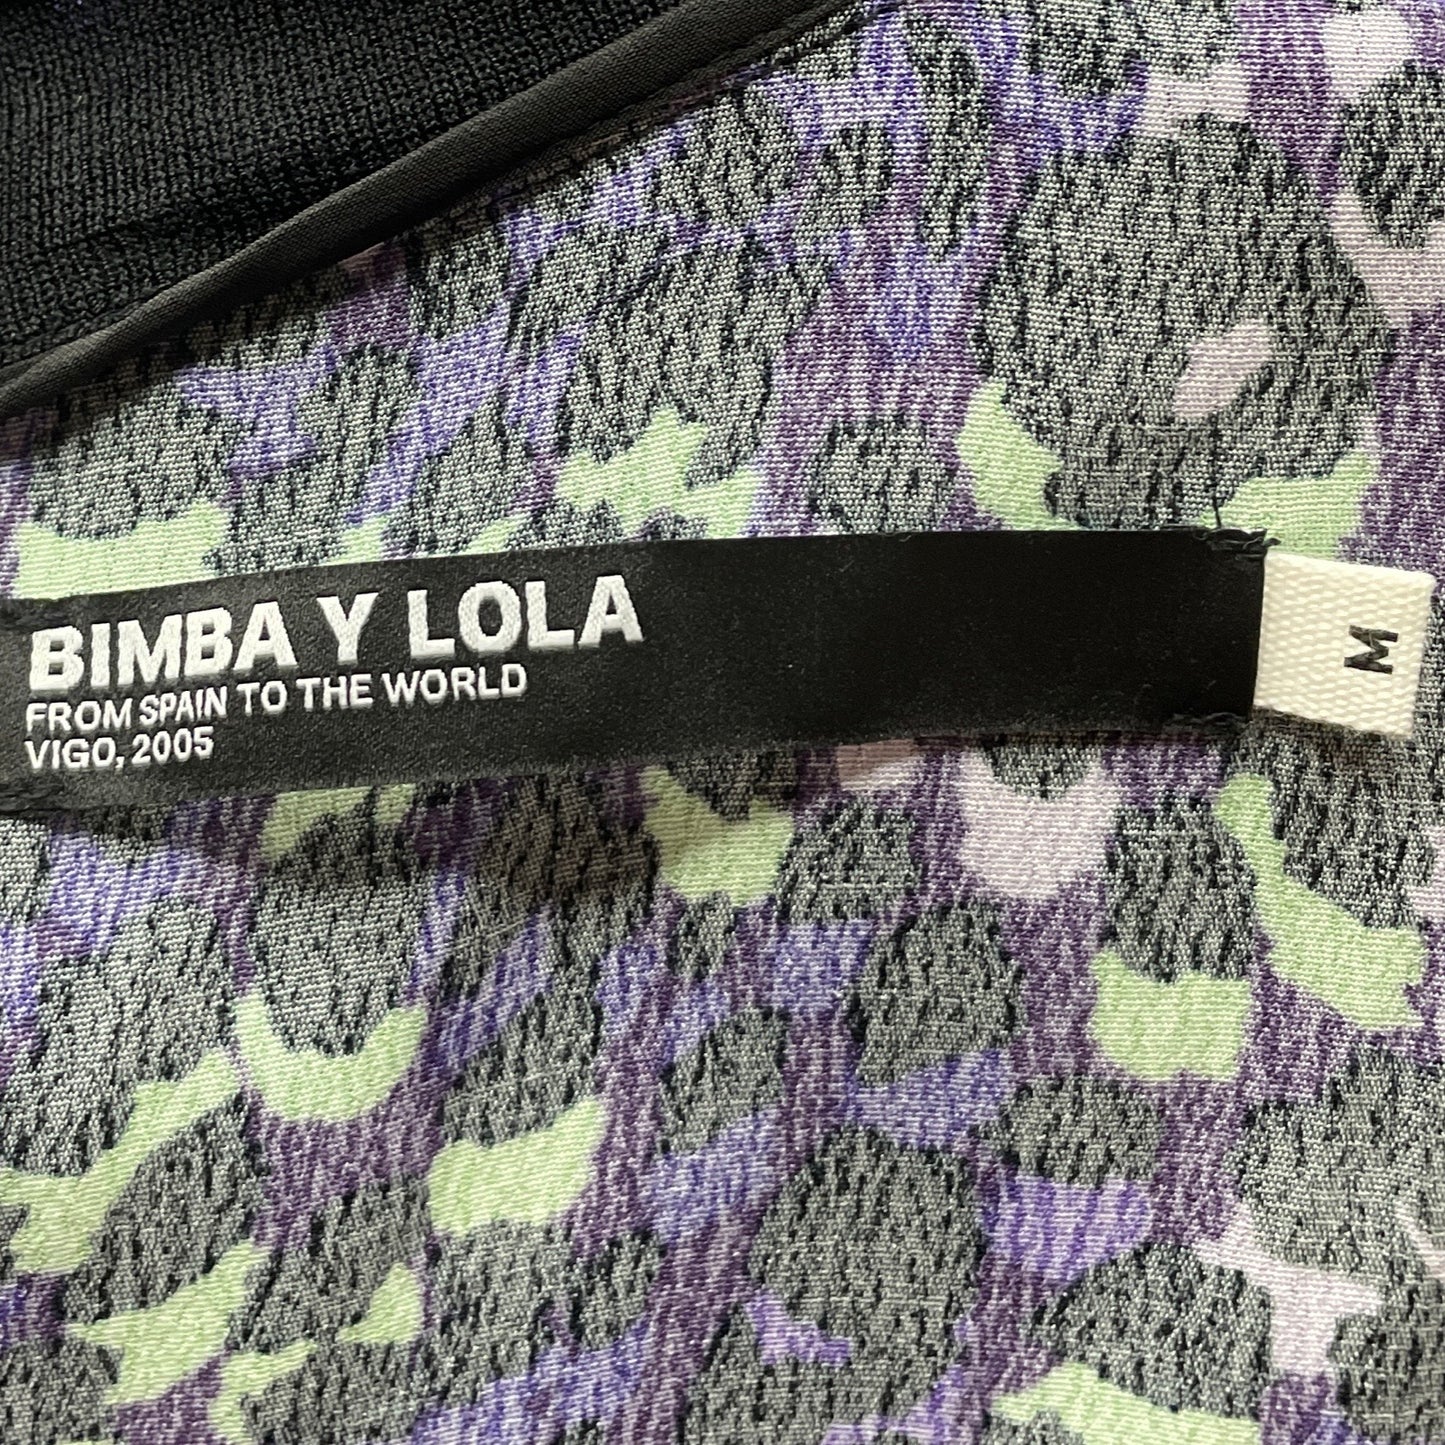 BIMBA Y LOLA
FROM SPAIN TO THE WORLD
VIGO, 2005
M